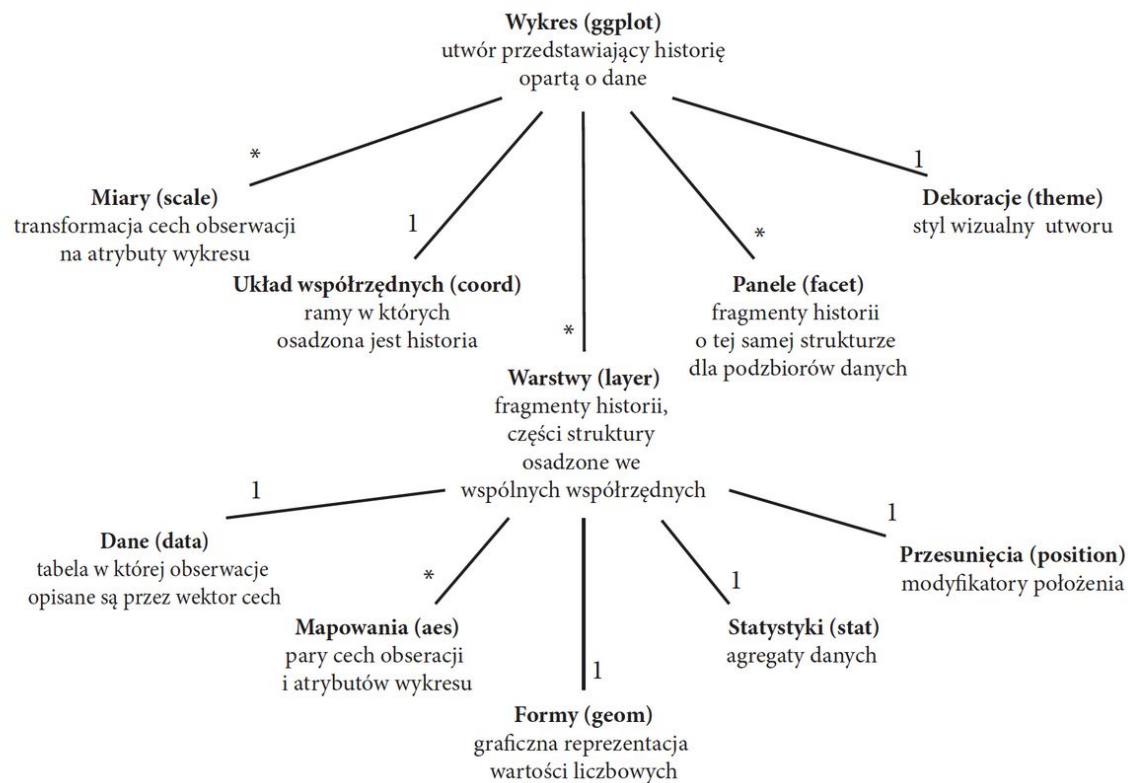 Wykres (ggplot)
utwór przedstawiający historię
opartą o dane
*
1
*
*
1
Miary (scale)
transformacja cech obserwacji
na atrybuty wykresu
Układ współrzędnych (coord)
ramy w których
osadzona jest historia
Warstwy (layer)
fragmenty historii,
części struktury
osadzone we
wspólnych współrzędnych
Panele (facet)
fragmenty historii
o tej samej strukturze
dla podzbiorów danych
Dekoracje (theme)
styl wizualny utworu
1
*
1
1
1
Dane (data)
tabela w której obserwacje
opisane są przez wektor cech
Mapowania (aes)
pary cech obseracji
i atrybutów wykresu
Formy (geom)
graficzna reprezentacja
wartości liczbowych
Statystyki (stat)
agregaty danych
Przesunięcia (position)
modyfikatory położenia